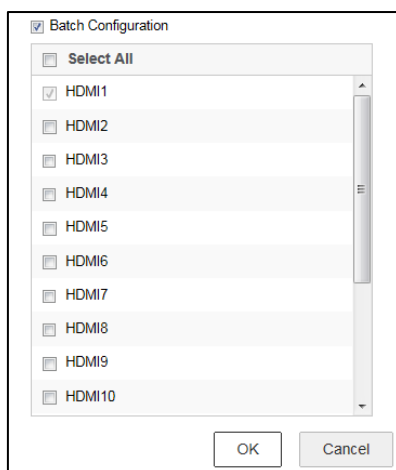 Batch Configuration
Select All
HDMI1
HDMI2
HDMI3
HDMI4
HDMI5
HDMI6
HDMI7
HDMI8
HDMI9
HDMI10
OK Cancel